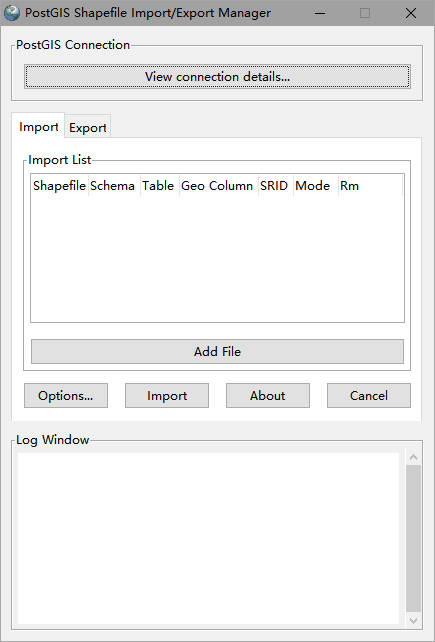 PostGIS Shapefile Import/Export Manager
PostGIS Connection
View connection details...
Import Export
Import List
Shapefile Schema Table Geo Column SRID Mode Rm
Add File
Options... Import About Cancel
Log Window